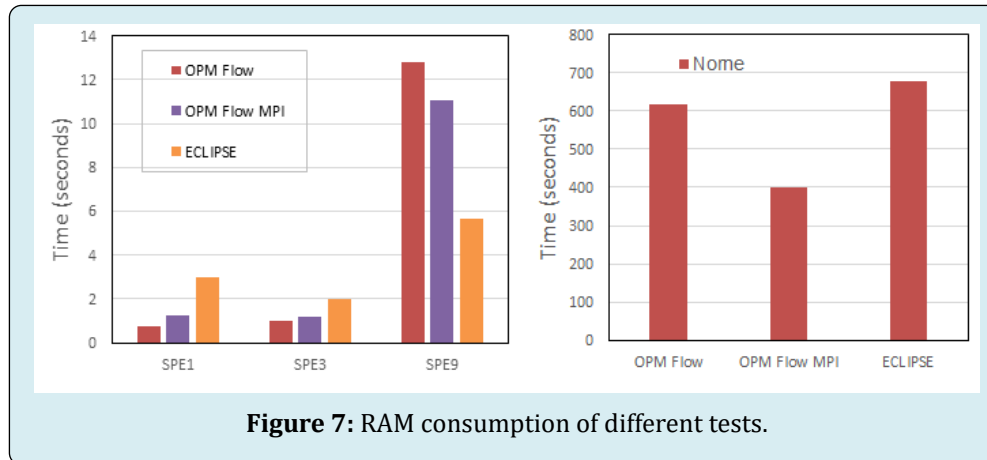 14
12
10
8
6
4
2
0
Time (seconds)
OPM Flow
OPM Flow MPI
ECLIPSE
SPE1
SPE3
SPE9
800
700
600
500
400
300
200
100
0
Time (seconds)
Nome
OPM Flow
OPM Flow MPI
ECLIPSE
Figure 7: RAM consumption of different tests.